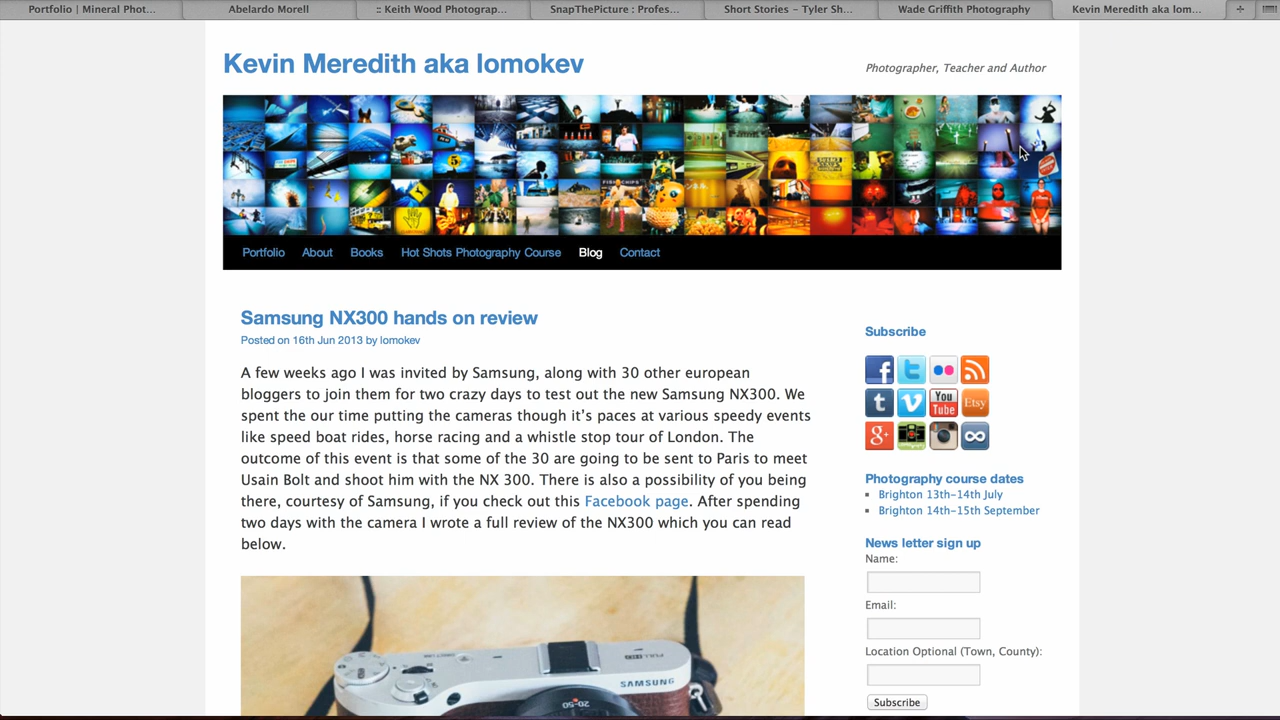 Portfolio | Mineral Phot...
Abelardo Morell
:: Keith Wood Photograp...
SnapThePicture : Profes...
Short Stories – Tyler Sh...
Wade Griffith Photography
Kevin Meredith aka lom...
Kevin Meredith aka lomokev
Photographer, Teacher and Author
Portfolio
About
Books
Hot Shots Photography Course
Blog
Contact
Samsung NX300 hands on review
Posted on 16th Jun 2013 by lomokev
A few weeks ago I was invited by Samsung, along with 30 other european
bloggers to join them for two crazy days to test out the new Samsung NX300. We
spent the our time putting the cameras though it's paces at various speedy events
like speed boat rides, horse racing and a whistle stop tour of London. The
outcome of this event is that some of the 30 are going to be sent to Paris to meet
Usain Bolt and shoot him with the NX 300. There is also a possibility of you being
there, courtesy of Samsung, if you check out this Facebook page. After spending
two days with the camera I wrote a full review of the NX300 which you can read
below.
SAMSUNG
20-50
Subscribe
You
Tube
Etsy
Photography course dates
Brighton 13th-14th July
Brighton 14th-15th September
News letter sign up
Name:
Email:
Location Optional (Town, County):
Subscribe